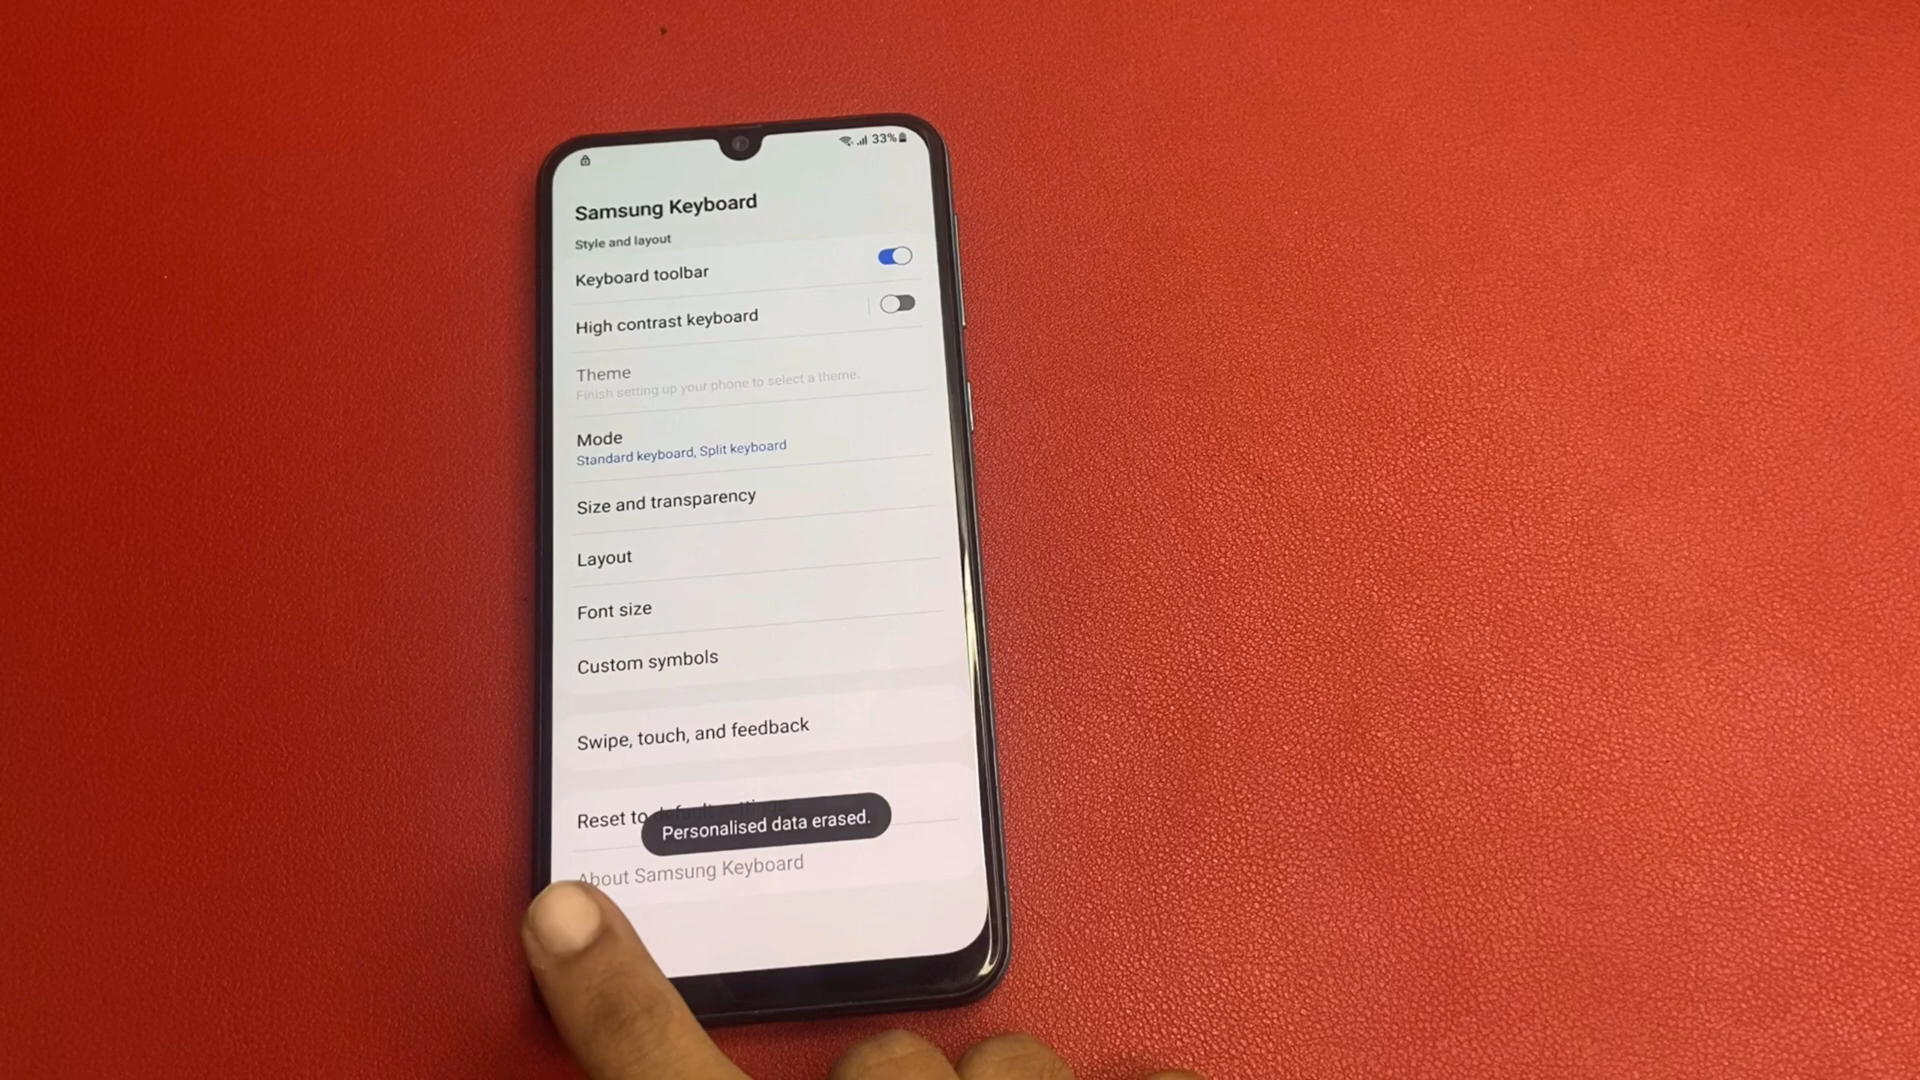 33%
Samsung Keyboard
Style and layout
Keyboard toolbar
High contrast keyboard
Theme
Finish setting up your phone to select a theme.
Mode
Standard keyboard, Split keyboard
Size and transparency
Layout
Font size
Custom symbols
Swipe, touch, and feedback
Reset to default settings
Personalised data erased.
About Samsung Keyboard